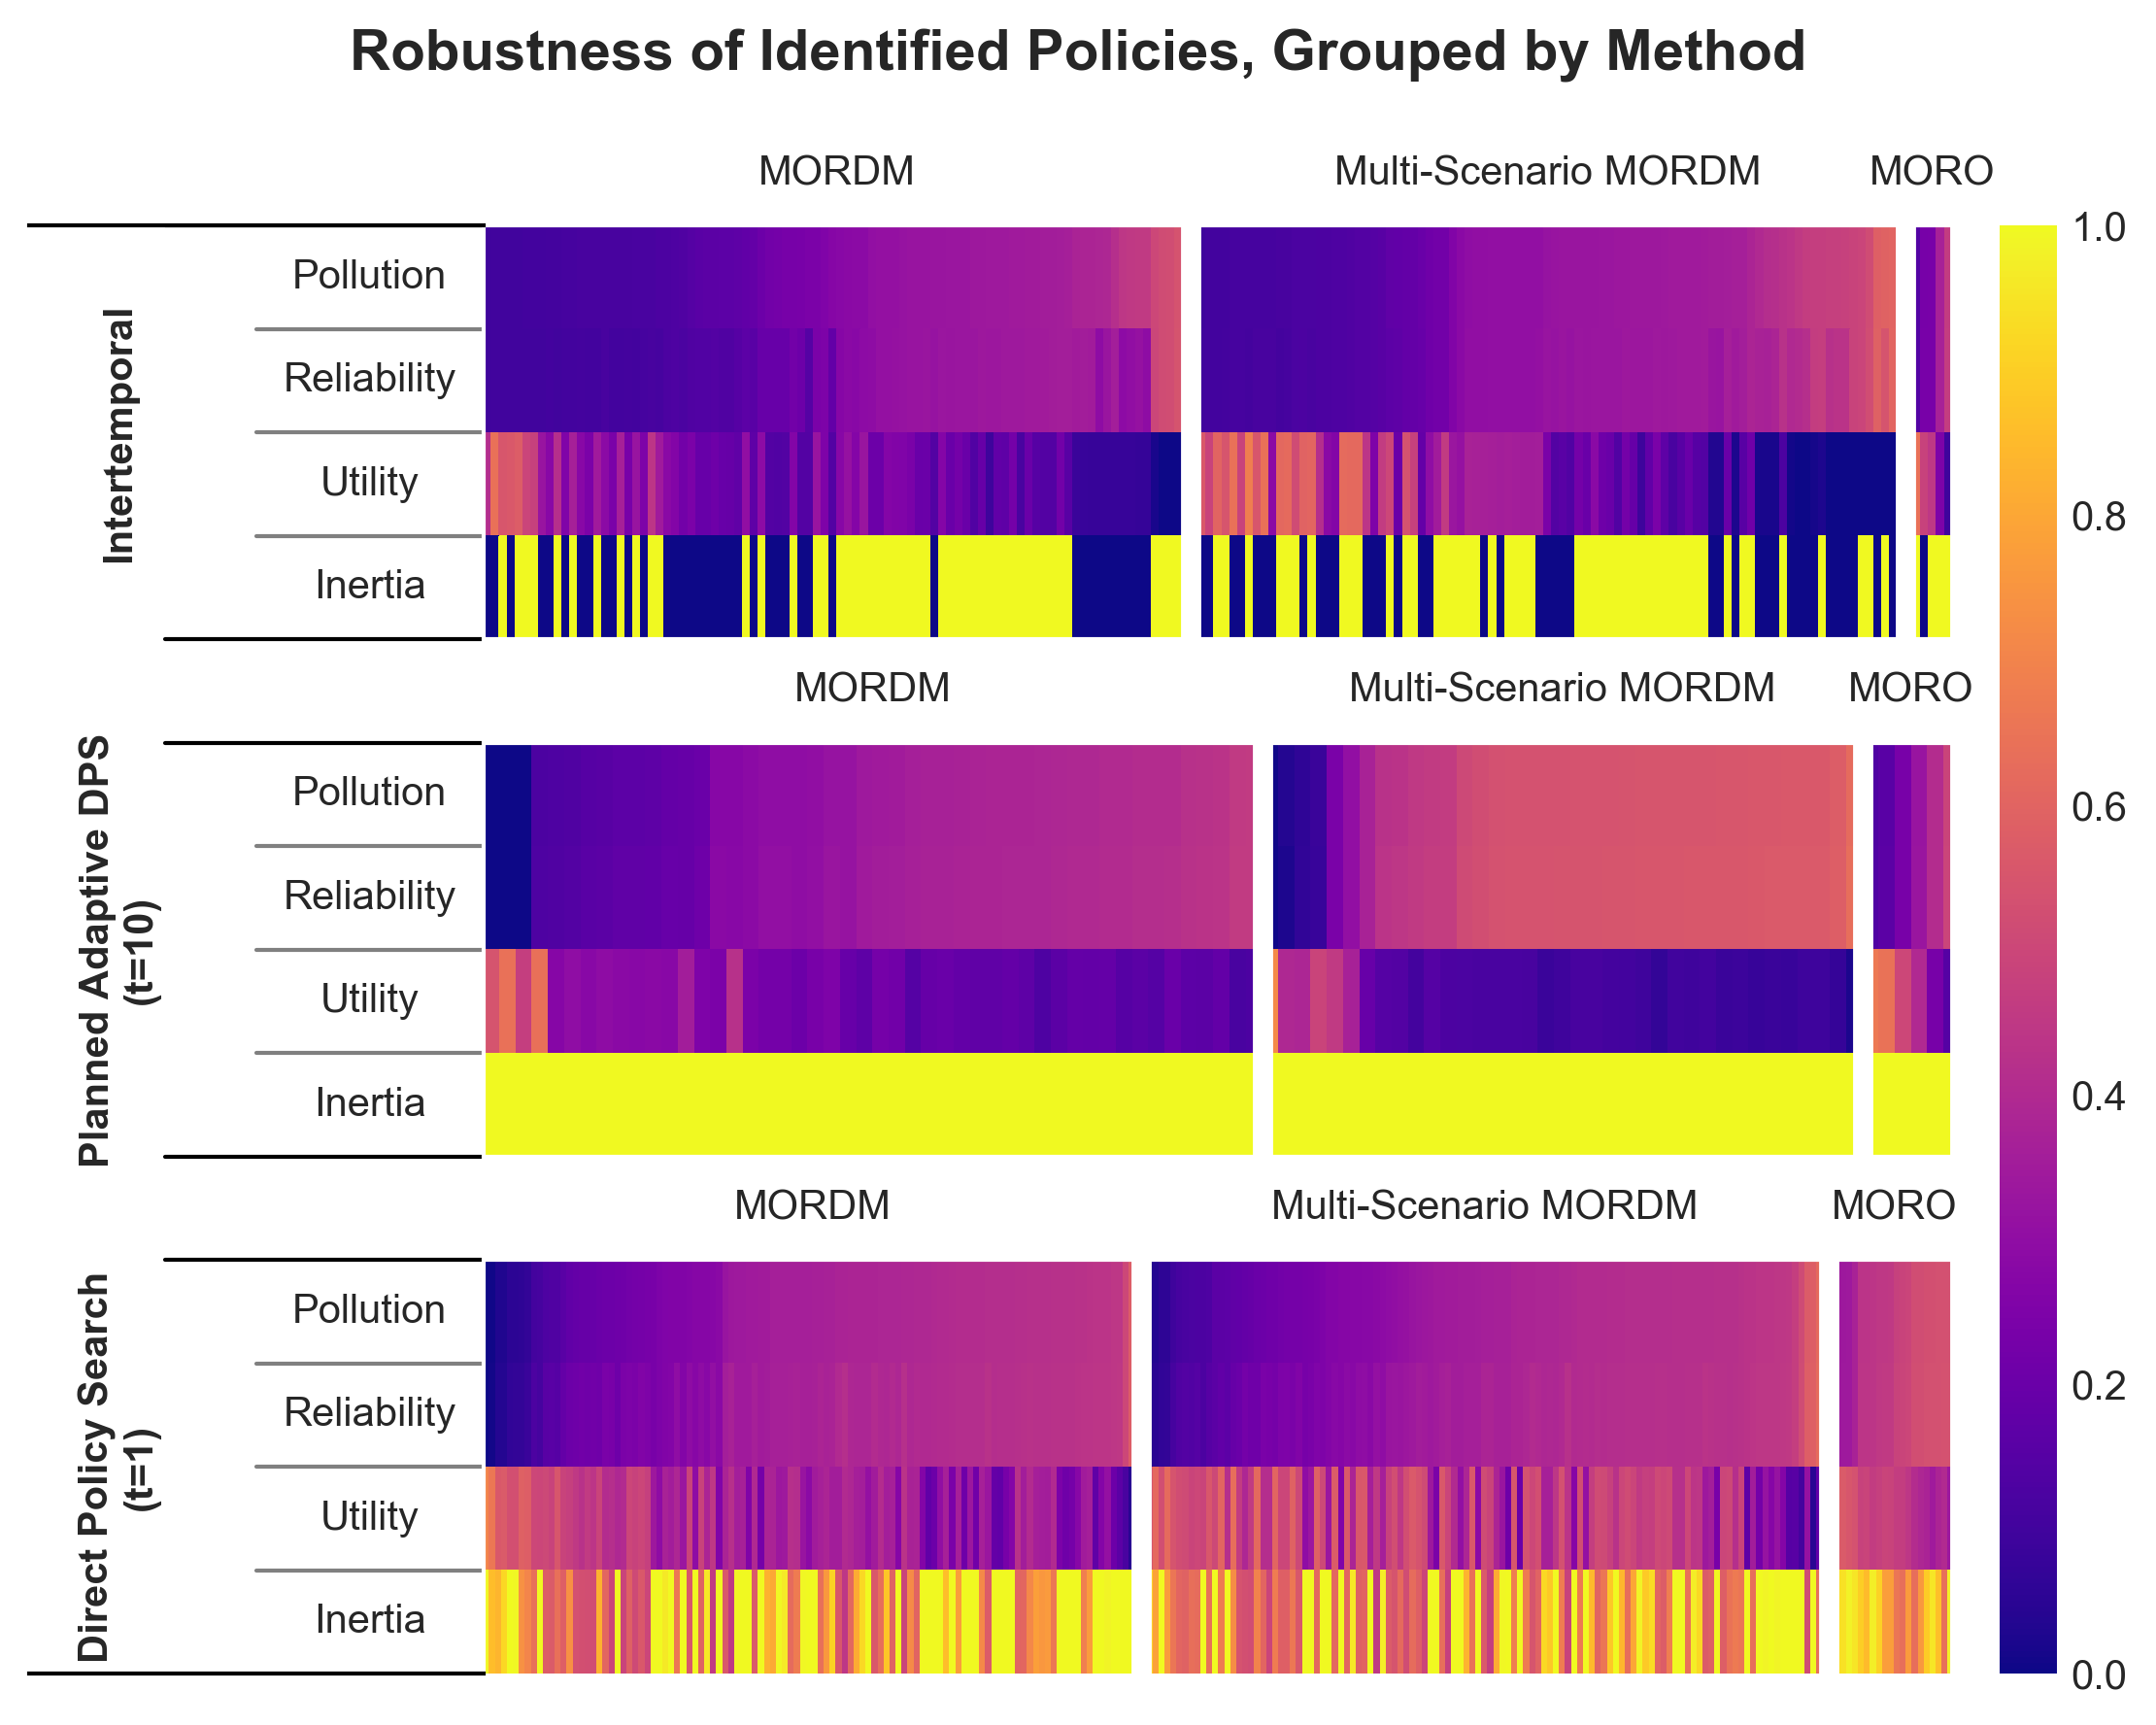 Robustness of Identified Policies, Grouped by Method
MORDM
Multi-Scenario MORDM
MORO
Intertemporal
Pollution
Reliability
Utility
Inertia
MORDM
Multi-Scenario MORDM
MORO
Planned Adaptive DPS
(t=10)
Pollution
Reliability
Utility
Inertia
MORDM
Multi-Scenario MORDM
MORO
Direct Policy Search
(t=1)
Pollution
Reliability
Utility
Inertia
1.0
0.8
0.6
0.4
0.2
0.0